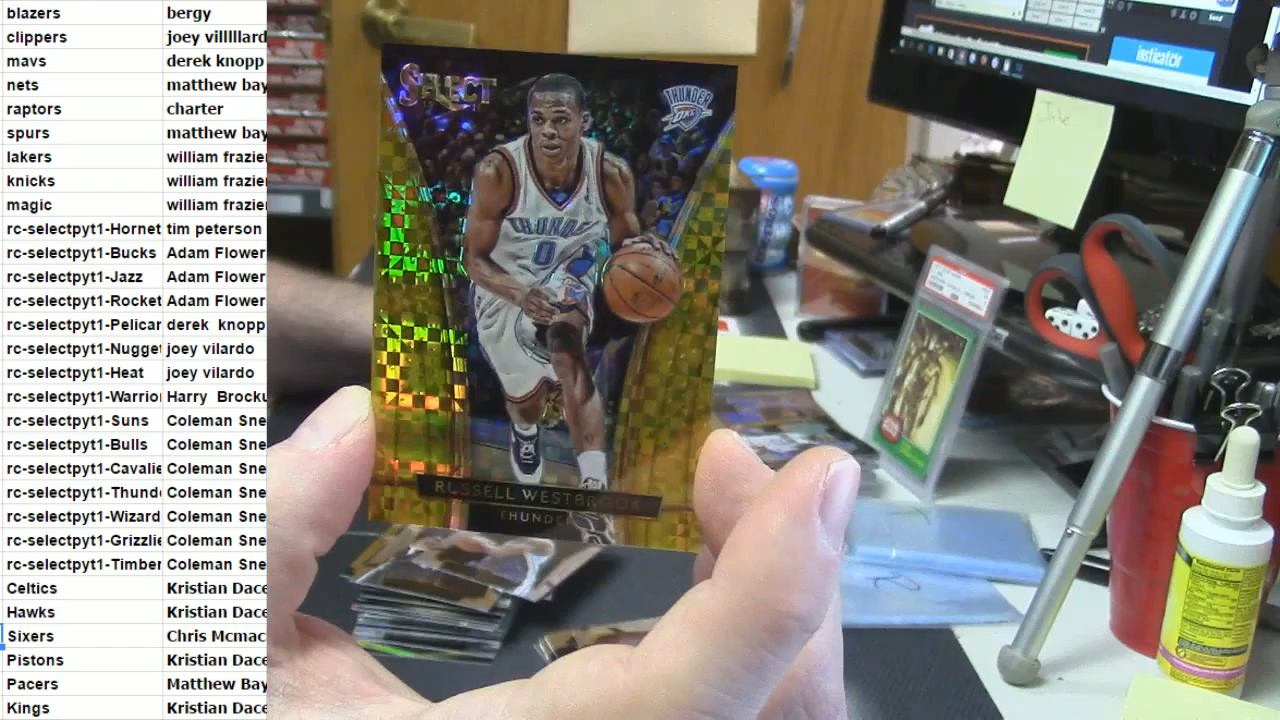 blazers bergy
clippers joey villlllard
mavs derek knopp
nets matthew bay
raptors charter
spurs matthew bay
lakers william frazie
knicks william frazie
magic william frazie
rc-selectpyt1-Hornet tim peterson
rc-selectpyt1-Bucks Adam Flower
rc-selectpyt1-Jazz Adam Flower
rc-selectpyt1-Rocket Adam Flower
rc-selectpyt1-Pelican derek knopp
rc-selectpyt1-Nugget joey vilardo
rc-selectpyt1-Heat joey vilardo
rc-selectpyt1-Warrio Harry Brocku
rc-selectpyt1-Suns Coleman Sne
rc-selectpyt1-Bulls Coleman Sne
rc-selectpyt1-Cavalie Coleman Sne
rc-selectpyt1-Thund Coleman Sne
rc-selectpyt1-Wizard Coleman Sne
rc-selectpyt1-Grizzlie Coleman Sne
rc-selectpyt1-Timber Coleman Sne
Celtics Kristian Dace
Hawks Kristian Dace
Sixers Chris Mcmac
Pistons Kristian Dace
Pacers Matthew Bay
Kings Kristian Dace
SELECT
THUNDER
OKC
THUNDER
0
RUSSELL WESTBROOK
THUNDER
insticator
Send
Jake